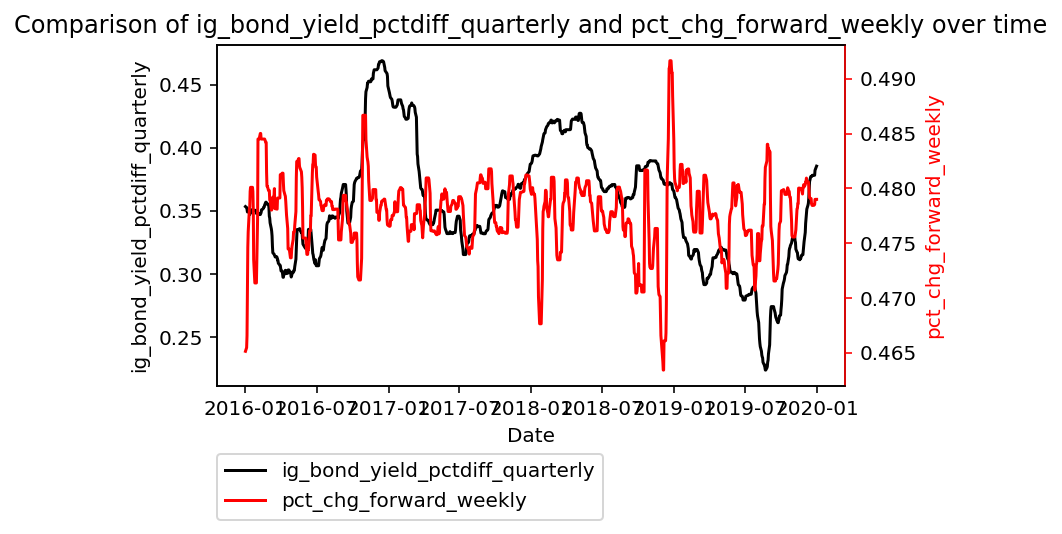 Comparison of ig_bond_yield_pctdiff_quarterly and pct_chg_forward_weekly over time
ig_bond_yield_pctdiff_quarterly
0.45
0.40
0.35
0.30
0.25
0.490
0.485
0.480
0.475
0.470
0.465
pct_chg_forward_weekly
2016-01 2016-07 2017-01 2017-07 2018-01 2018-07 2019-01 2019-07 2020-01
Date
ig_bond_yield_pctdiff_quarterly
pct_chg_forward_weekly